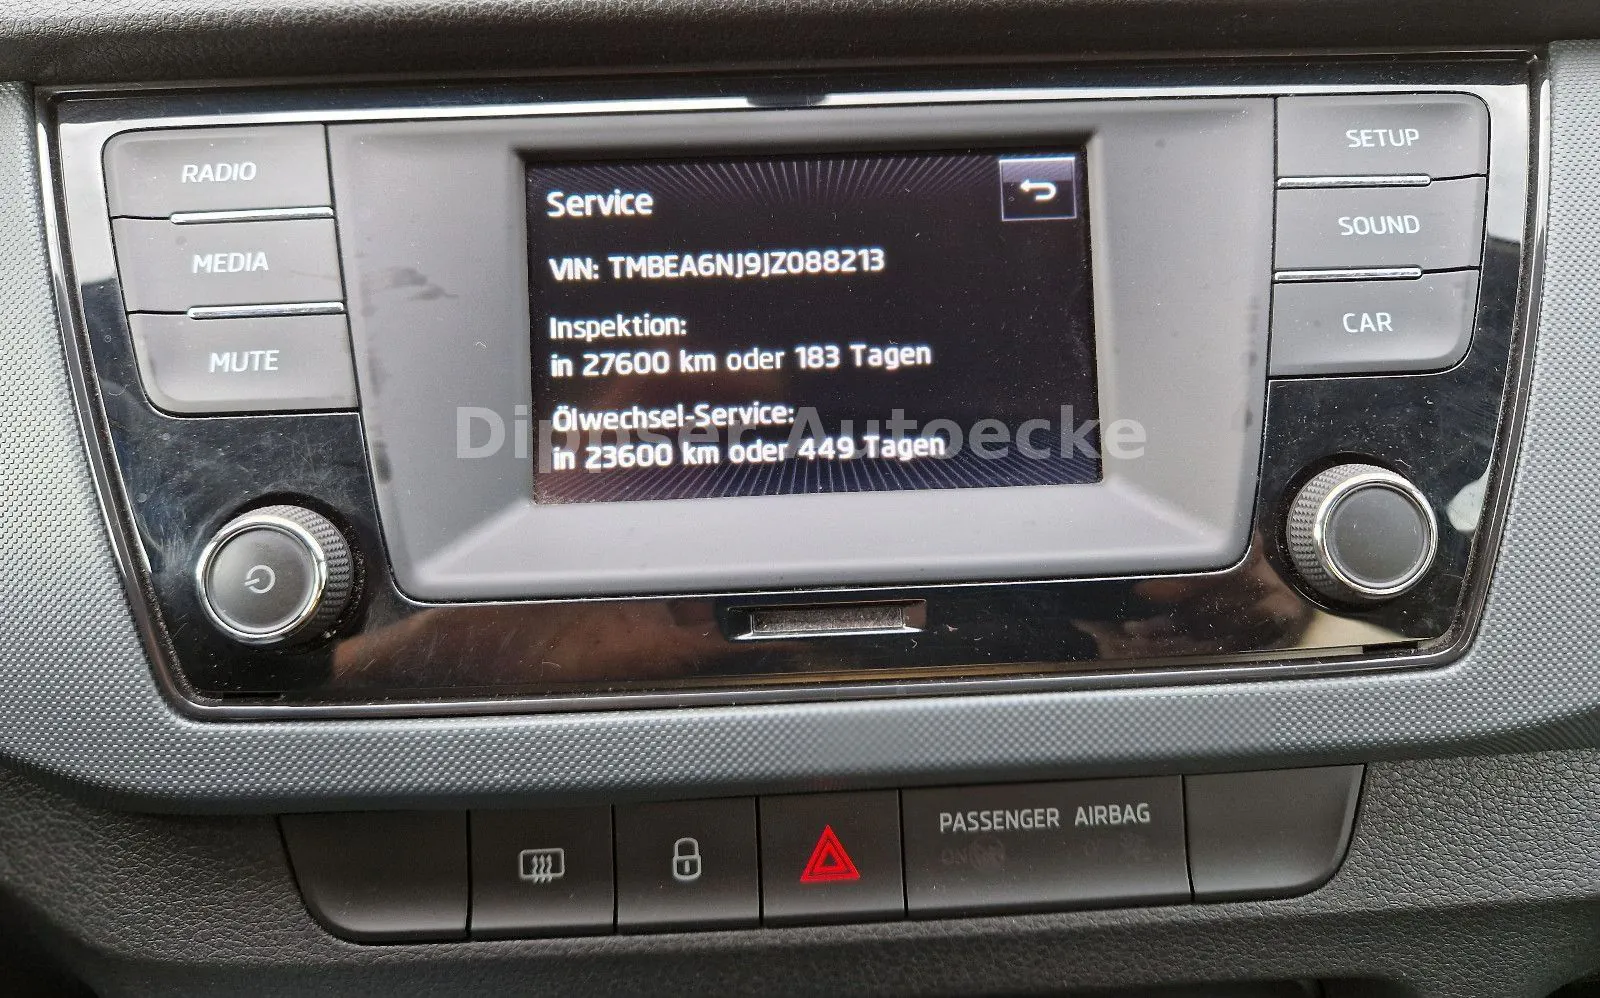 RADIO
MEDIA
MUTE
Service
VIN: TMBEA6NJ9JZ088213
Inspektion:
in 27600 km oder 183 Tagen
Ölwechsel-Service:
in 23600 km oder 449 Tagen
SETUP
SOUND
CAR
Dipöser Autoecke
PASSENGER AIRBAG